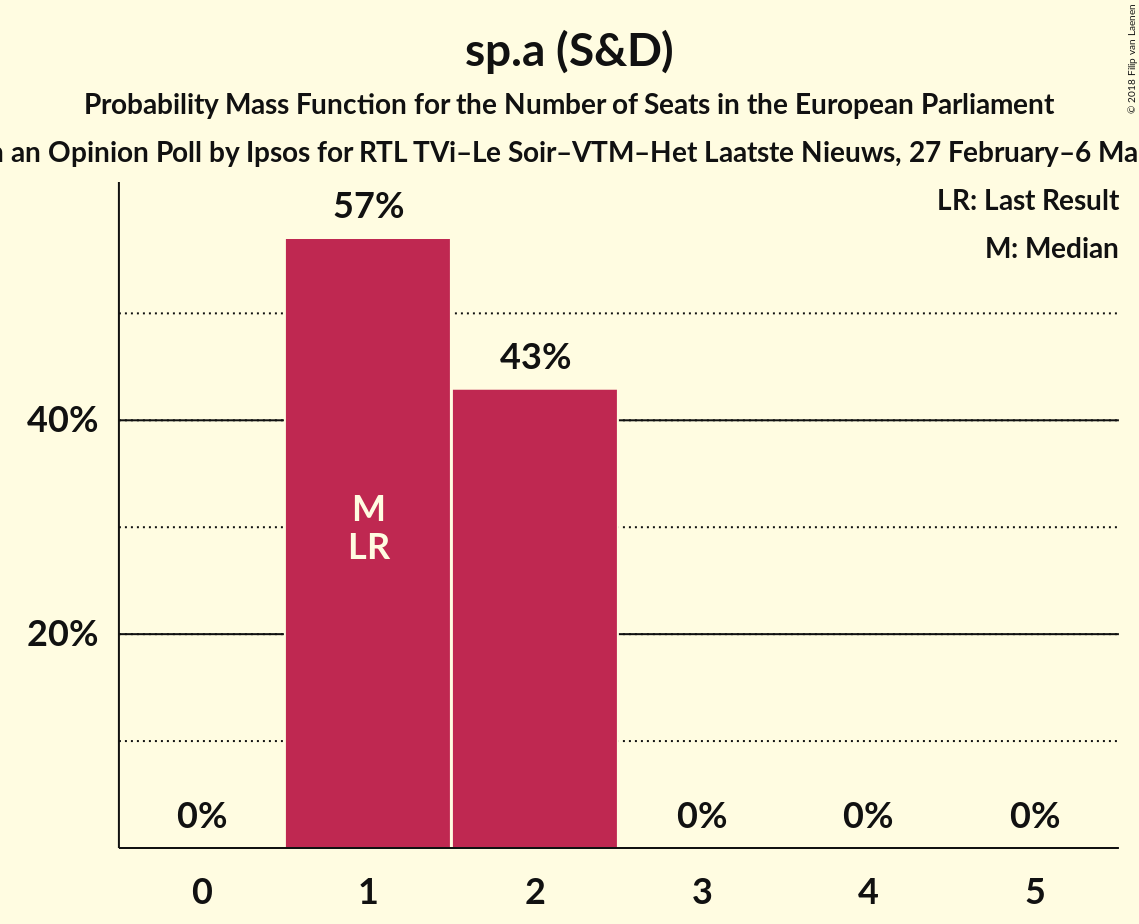 sp.a (S&D)
Probability Mass Function for the Number of Seats in the European Parliament
an Opinion Poll by Ipsos for RTL TVi–Le Soir–VTM–Het Laatste Nieuws, 27 February–6 Ma
© 2018 Filip van Laenen
LR: Last Result
M: Median
57%
43%
40%
20%
M
LR
0%
0%
0%
0%
0
1
2
3
4
5